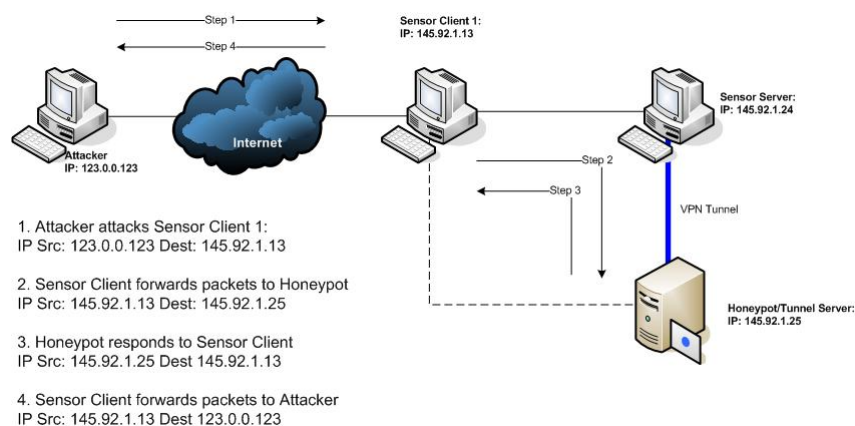 Step 1
Step 4
Sensor Client 1:
IP: 145.92.1.13
Sensor Server:
IP: 145.92.1.24
Internet
Attacker
IP: 123.0.0.123
Step 2
Step 3
VPN Tunnel
Honeypot/Tunnel Server:
IP: 145.92.1.25
1. Attacker attacks Sensor Client 1:
IP Src: 123.0.0.123 Dest: 145.92.1.13
2. Sensor Client forwards packets to Honeypot
IP Src: 145.92.1.13 Dest: 145.92.1.25
3. Honeypot responds to Sensor Client
IP Src: 145.92.1.25 Dest 145.92.1.13
4. Sensor Client forwards packets to Attacker
IP Src: 145.92.1.13 Dest 123.0.0.123